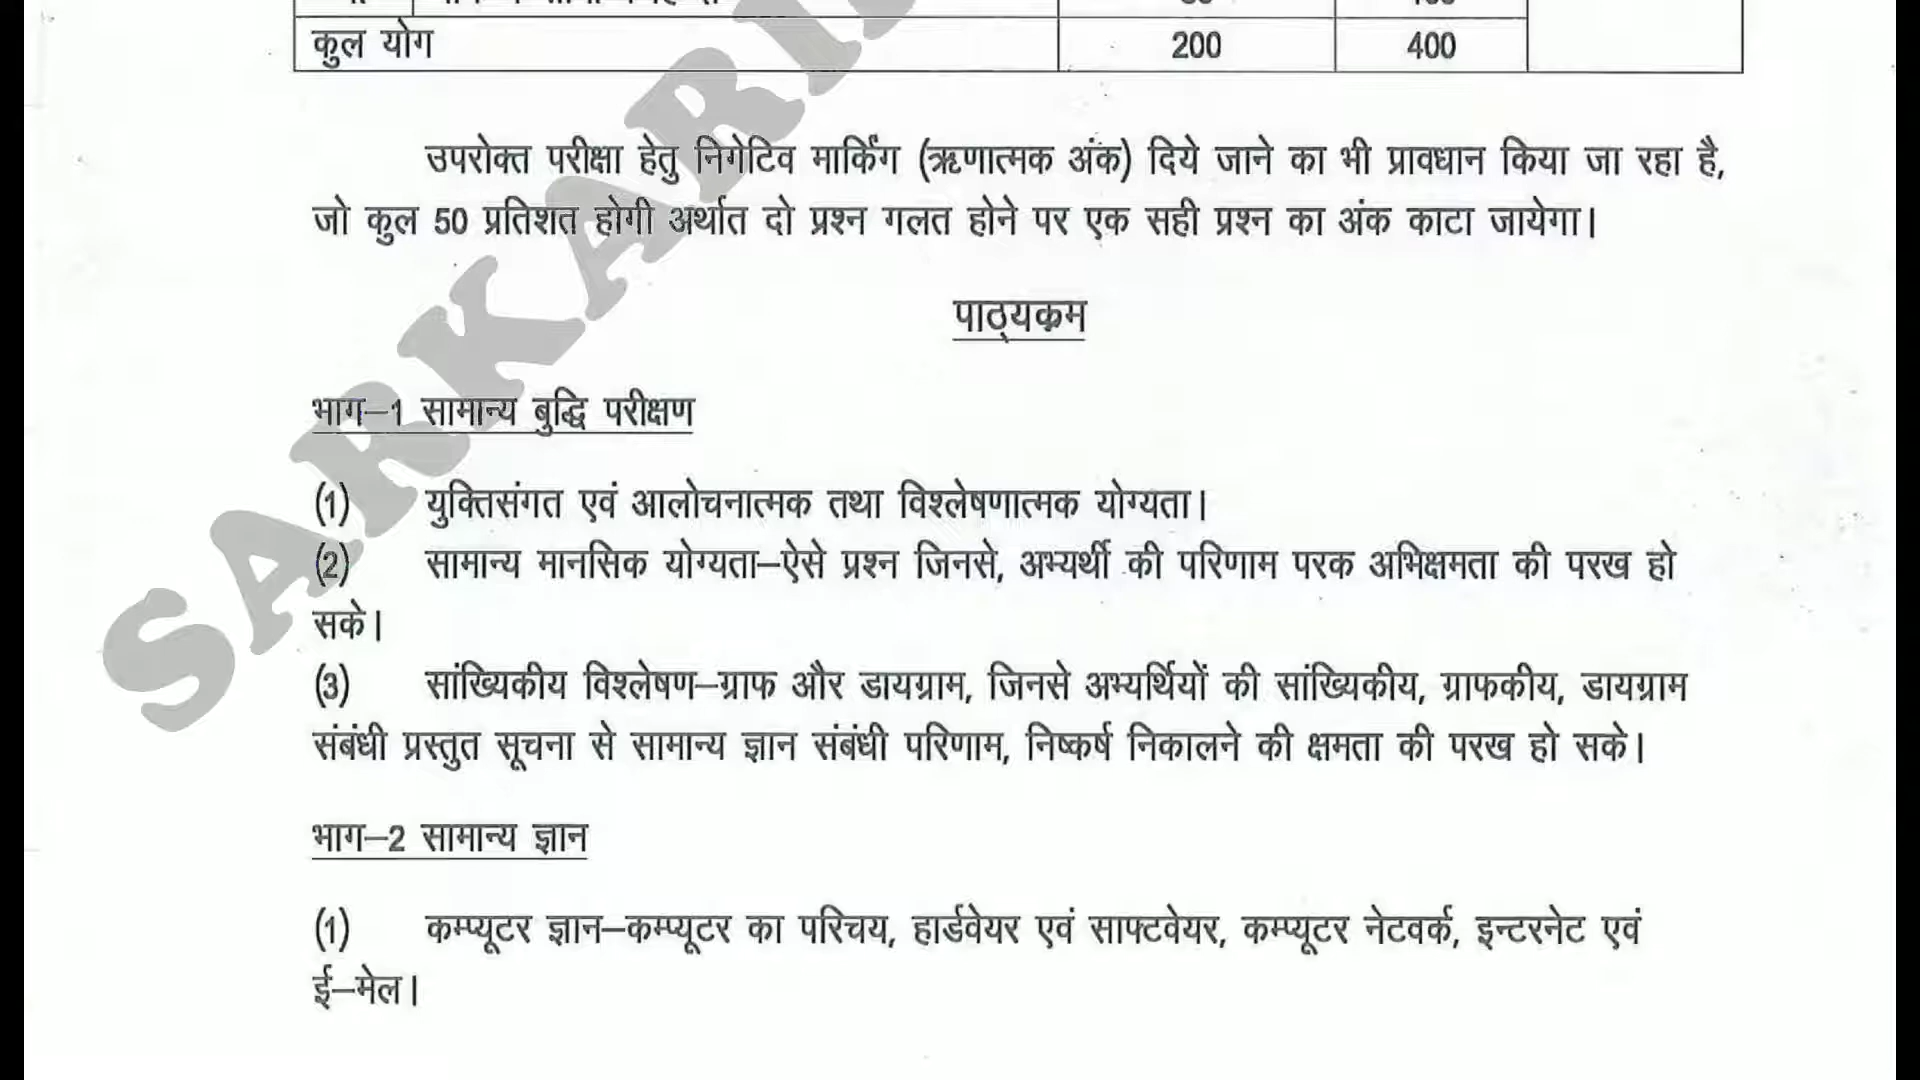 कुल योग 200 400
उपरोक्त परीक्षा हेतु निगेटिव मार्किंग (ऋणात्मक अंक) दिये जाने का भी प्रावधान किया जा रहा है,
जो कुल 50 प्रतिशत होगी अर्थात दो प्रश्न गलत होने पर एक सही प्रश्न का अंक काटा जायेगा।
पाठ्यक्रम
भाग–1 सामान्य बुद्धि परीक्षण
(1) युक्तिसंगत एवं आलोचनात्मक तथा विश्लेषणात्मक योग्यता।
(2) सामान्य मानसिक योग्यता–ऐसे प्रश्न जिनसे, अभ्यर्थी की परिणाम परक अभिक्षमता की परख हो
सके।
(3) सांख्यिकीय विश्लेषण–ग्राफ और डायग्राम, जिनसे अभ्यर्थियों की सांख्यिकीय, ग्राफकीय, डायग्राम
संबंधी प्रस्तुत सूचना से सामान्य ज्ञान संबंधी परिणाम, निष्कर्ष निकालने की क्षमता की परख हो सके।
भाग–2 सामान्य ज्ञान
(1) कम्प्यूटर ज्ञान–कम्प्यूटर का परिचय, हार्डवेयर एवं साफ्टवेयर, कम्प्यूटर नेटवर्क, इन्टरनेट एवं
ई–मेल।
SARKARI